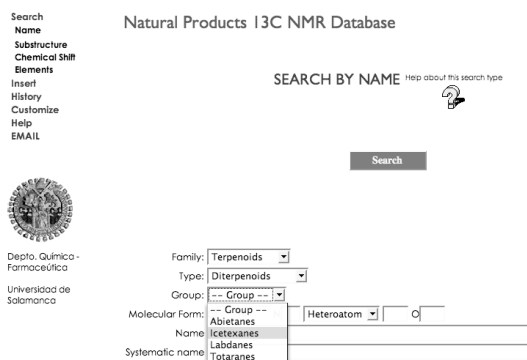 Search
Name
Substructure
Chemical Shift
Elements
Insert
History
Customize
Help
EMAIL
Natural Products 13C NMR Database
SEARCH BY NAME Help about this search type
Search
Depto. Química -
Farmaceútica
Universidad de
Salamanca
Family: Terpenoids
Type: Diterpenoids
Group: -- Group --
Molecular Form: Heteroatom O
-- Group --
Abietanes
Name Icetexanes
Labdanes
Systematic name Totaranes